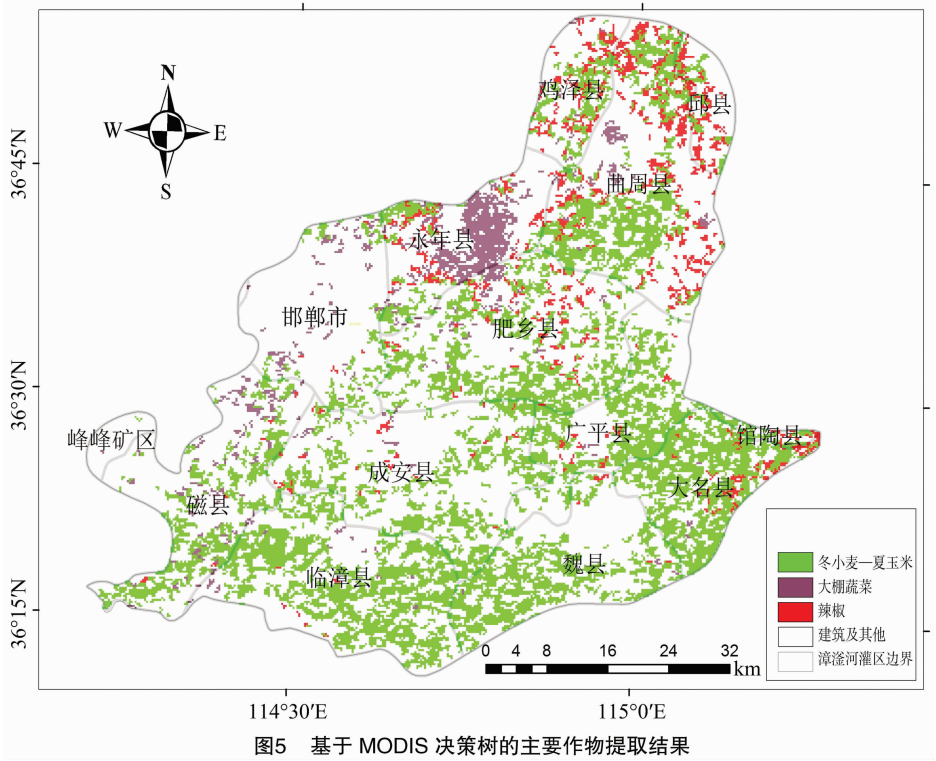 N
W E
S
36°45′N
36°30′N
36°15′N
鸡泽县
邱县
曲周县
永年县
邯郸市
肥乡县
峰峰矿区
广平县
馆陶县
成安县
大名县
磁县
魏县
临漳县
冬小麦—夏玉米
大棚蔬菜
辣椒
建筑及其他
漳滏河灌区边界
0 4 8 16 24 32
km
114°30′E 115°0′E
图5 基于 MODIS 决策树的主要作物提取结果